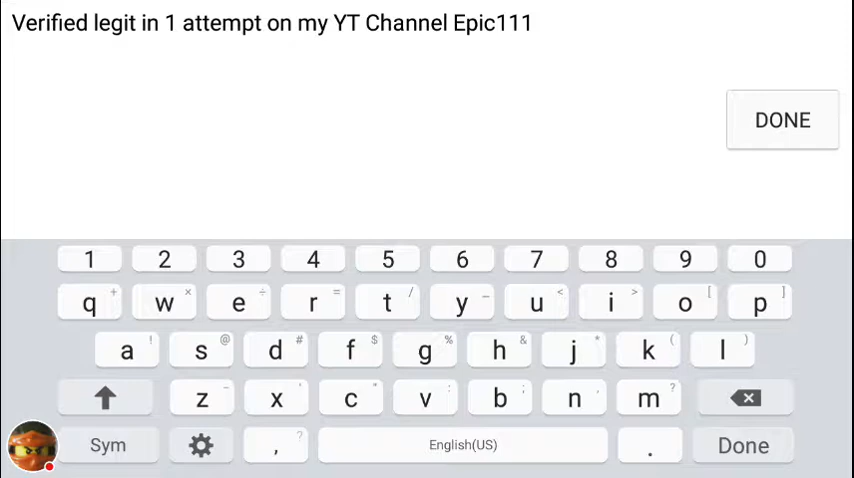 Verified legit in 1 attempt on my YT Channel Epic111
DONE
1 2 3 4 5 6 7 8 9 0
q + w × e ÷ r = t / y _ u < i > o [ p ]
a ! s @ d # f $ g % h & j * k ( l )
z - x ' c " v : b ; n , m ?
Sym , ? English(US) . Done